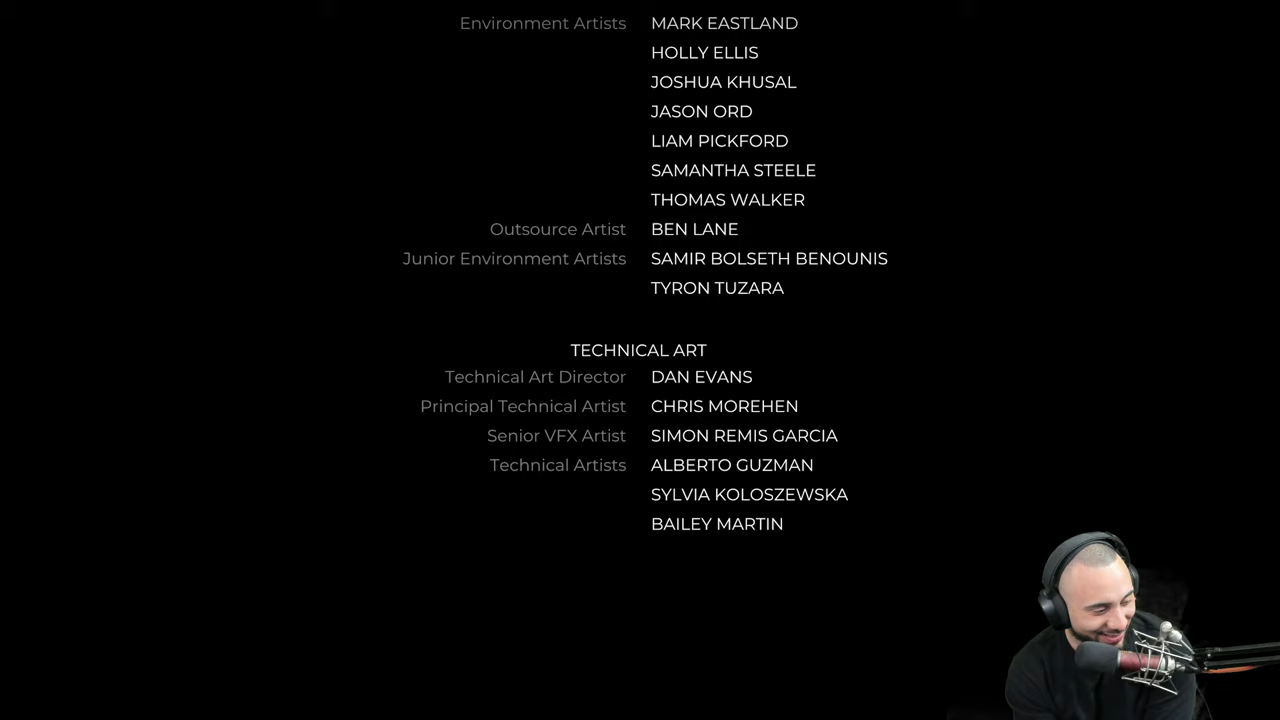 Environment Artists MARK EASTLAND
HOLLY ELLIS
JOSHUA KHUSAL
JASON ORD
LIAM PICKFORD
SAMANTHA STEELE
THOMAS WALKER
Outsource Artist BEN LANE
Junior Environment Artists SAMIR BOLSETH BENOUNIS
TYRON TUZARA
TECHNICAL ART
Technical Art Director DAN EVANS
Principal Technical Artist CHRIS MOREHEN
Senior VFX Artist SIMON REMIS GARCIA
Technical Artists ALBERTO GUZMAN
SYLVIA KOLOSZEWSKA
BAILEY MARTIN